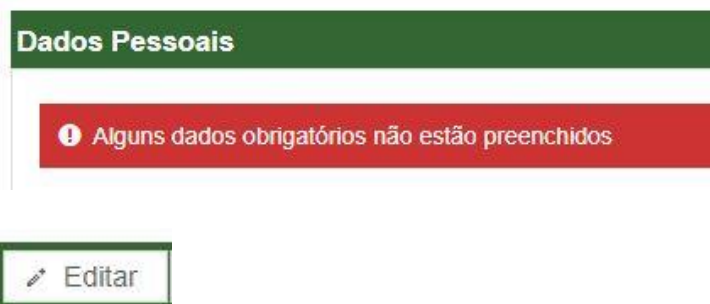 Dados Pessoais
Alguns dados obrigatórios não estão preenchidos
Editar